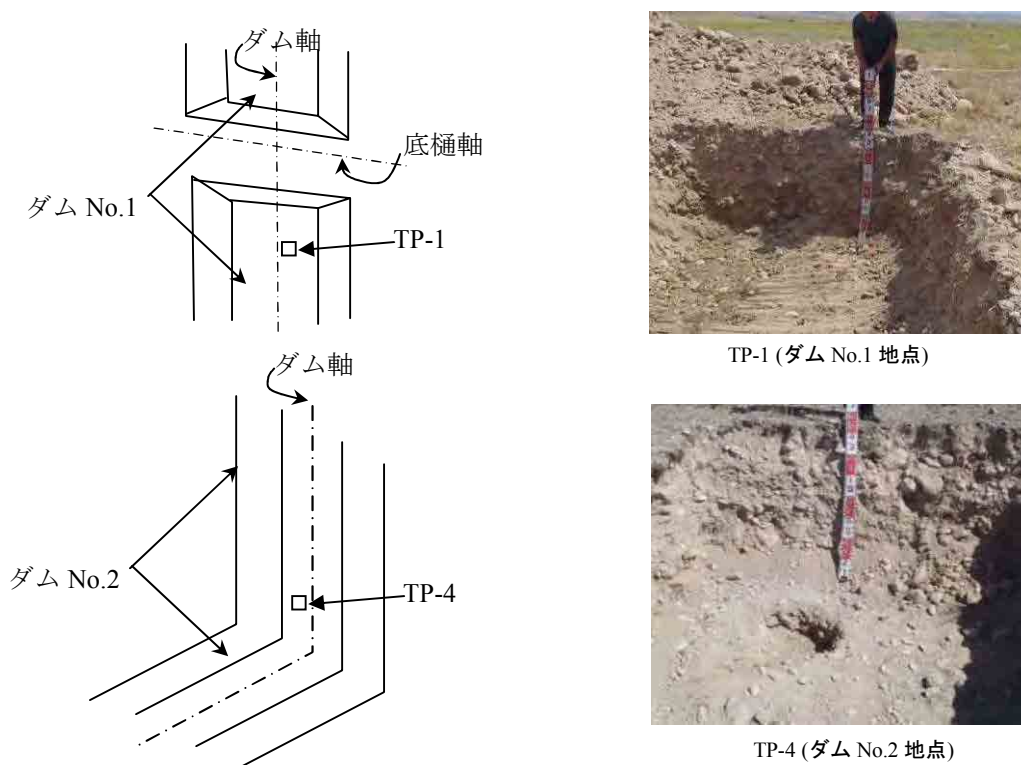 ダム軸
底樋軸
ダム No.1
TP-1
TP-1 (ダム No.1 地点)
ダム軸
ダム No.2
TP-4
TP-4 (ダム No.2 地点)